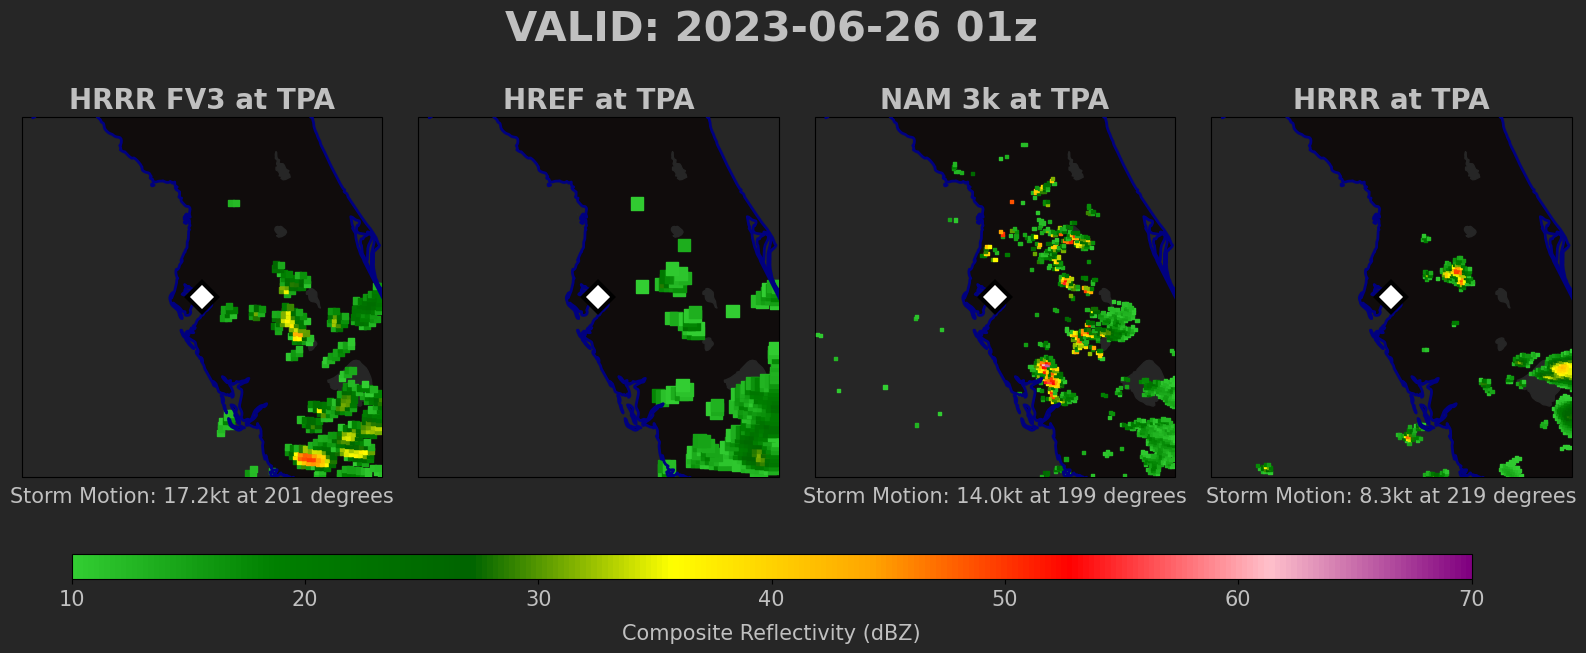 VALID: 2023-06-26 01z
HRRR FV3 at TPA
HREF at TPA
NAM 3k at TPA
HRRR at TPA
Storm Motion: 17.2kt at 201 degrees
Storm Motion: 14.0kt at 199 degrees
Storm Motion: 8.3kt at 219 degrees
10 20 30 40 50 60 70
Composite Reflectivity (dBZ)